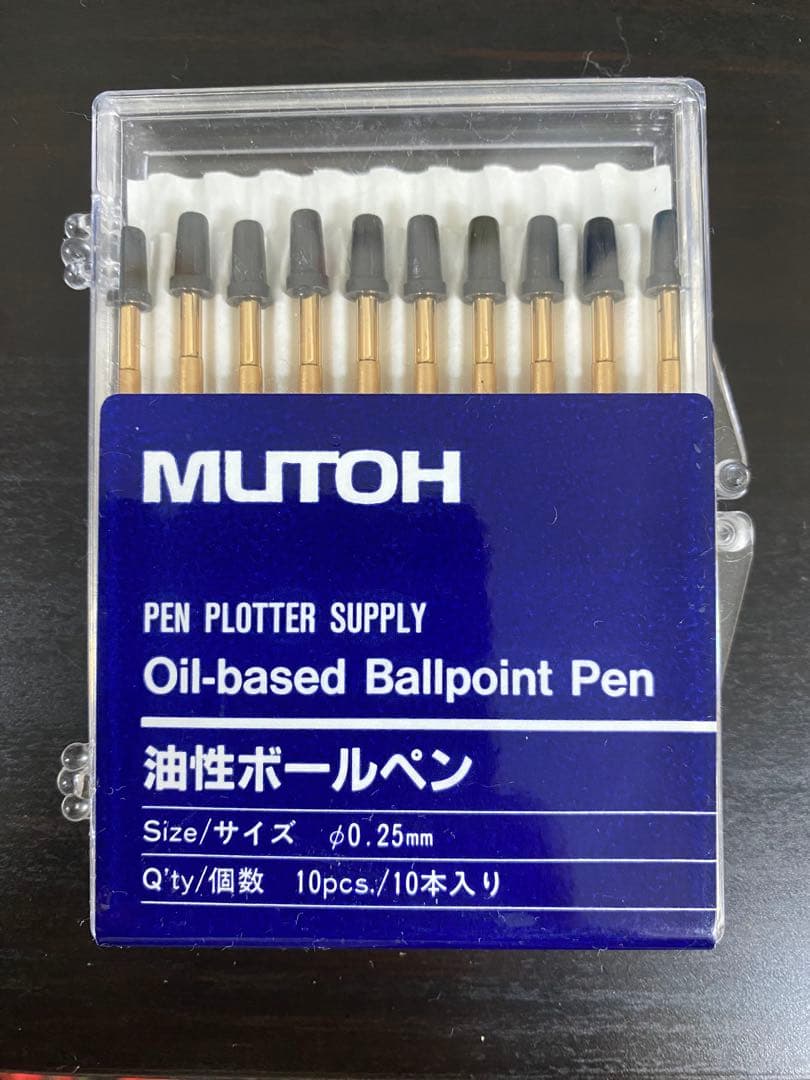 MUTOH
PEN PLOTTER SUPPLY
Oil-based Ballpoint Pen
油性ボールペン
Size/サイズ φ0.25mm
Q'ty/個数 10pcs./10本入り